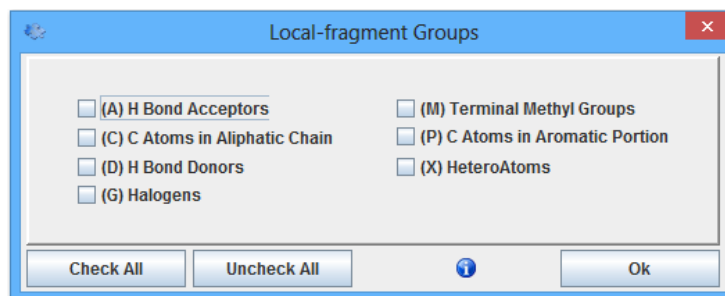 Local-fragment Groups
(A) H Bond Acceptors
(C) C Atoms in Aliphatic Chain
(D) H Bond Donors
(G) Halogens
(M) Terminal Methyl Groups
(P) C Atoms in Aromatic Portion
(X) HeteroAtoms
Check All
Uncheck All
Ok